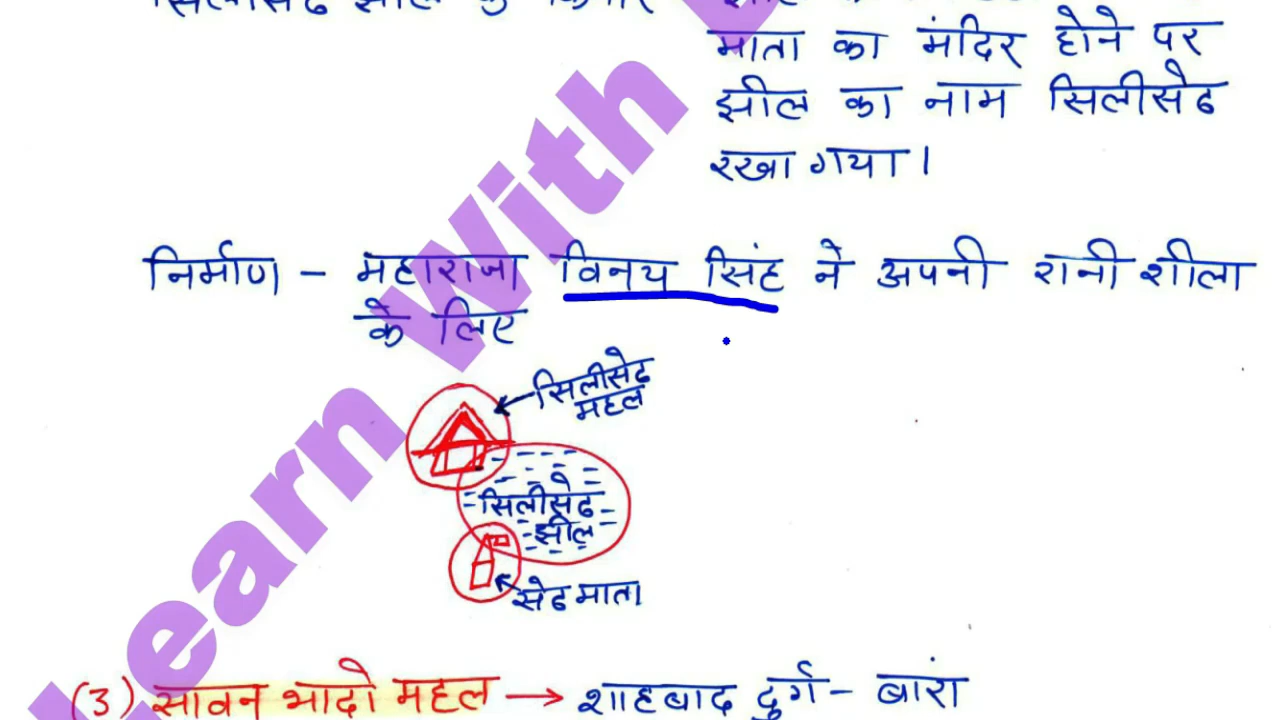 सिलीसेढ झील के किनारे
माता का मंदिर होने पर
झील का नाम सिलीसेढ
रखा गया।
निर्माण – महाराजा विनय सिंह ने अपनी रानी शीला
के लिए
सिलीसेढ महल
सिलीसेढ झील
सेढ माता
(3) सावन भादो महल → शाहबाद दुर्ग – बारां
Learn With